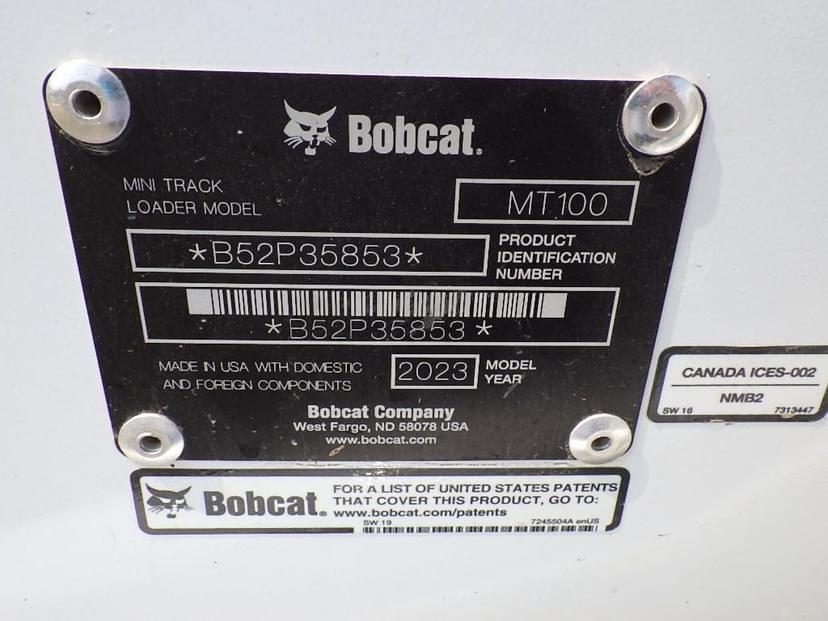 Bobcat.
MINI TRACK
LOADER MODEL
MT100
*B52P35853*
PRODUCT
IDENTIFICATION
NUMBER
*B52P35853*
MADE IN USA WITH DOMESTIC
AND FOREIGN COMPONENTS
2023
MODEL
YEAR
Bobcat Company
West Fargo, ND 58078 USA
www.bobcat.com
CANADA ICES-002
NMB2
SW 16 7313447
Bobcat.
FOR A LIST OF UNITED STATES PATENTS
THAT COVER THIS PRODUCT, GO TO:
www.bobcat.com/patents
SW 19 7245504A enUS